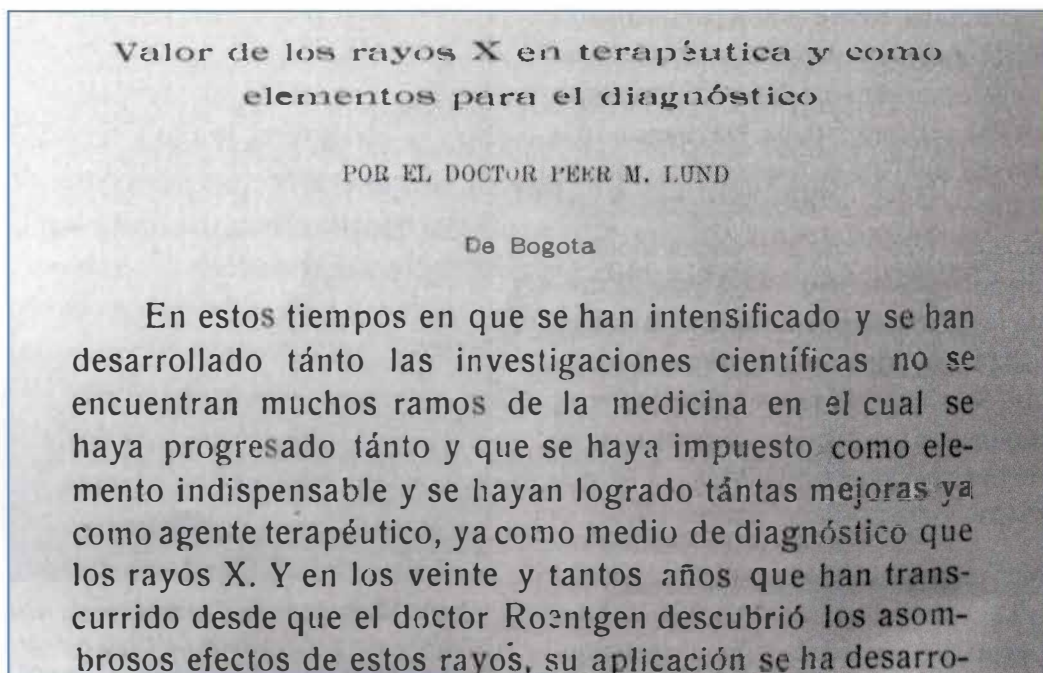 Valor de los rayos X en terapéutica y como
elementos para el diagnóstico
POR EL DOCTOR PEER M. LUND
De Bogota
En estos tiempos en que se han intensificado y se han
desarrollado tánto las investigaciones científicas no se
encuentran muchos ramos de la medicina en el cual se
haya progresado tánto y que se haya impuesto como ele-
mento indispensable y se hayan logrado tántas mejoras ya
como agente terapéutico, ya como medio de diagnóstico que
los rayos X. Y en los veinte y tantos años que han trans-
currido desde que el doctor Roentgen descubrió los asom-
brosos efectos de estos rayos, su aplicación se ha desarro-